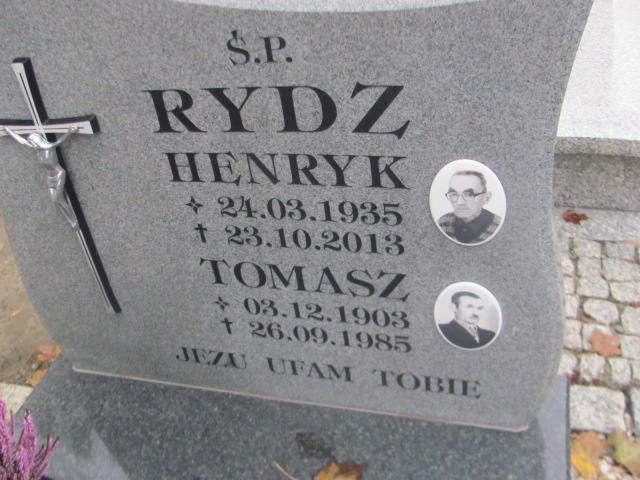 Ś.P.
RYDZ
HENRYK
✧ 24.03.1935
† 23.10.2013
TOMASZ
✧ 03.12.1903
† 26.09.1985
JEZU UFAM TOBIE